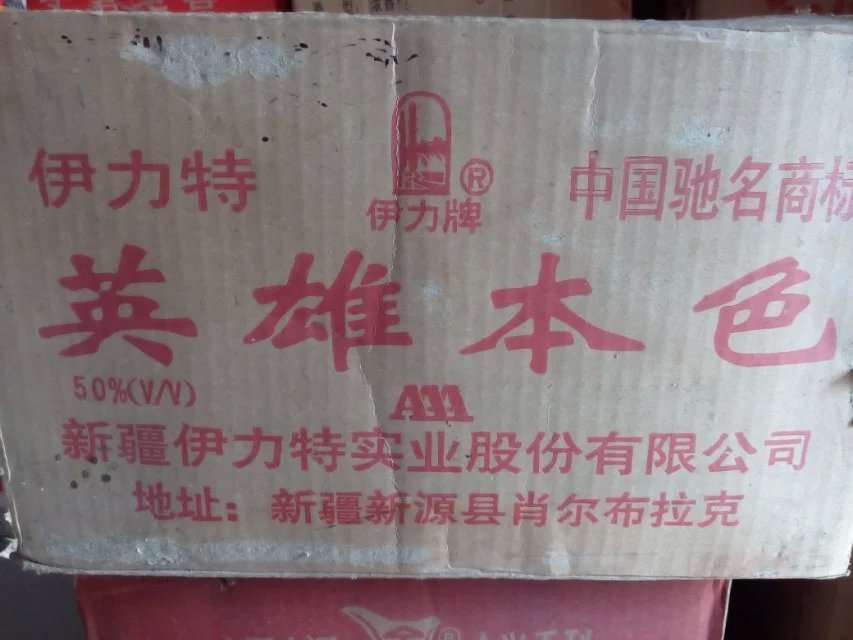 伊力特
®
伊力牌
中国驰名商标
英雄本色
50%(V/V)
AAA
新疆伊力特实业股份有限公司
地址：新疆新源县肖尔布拉克